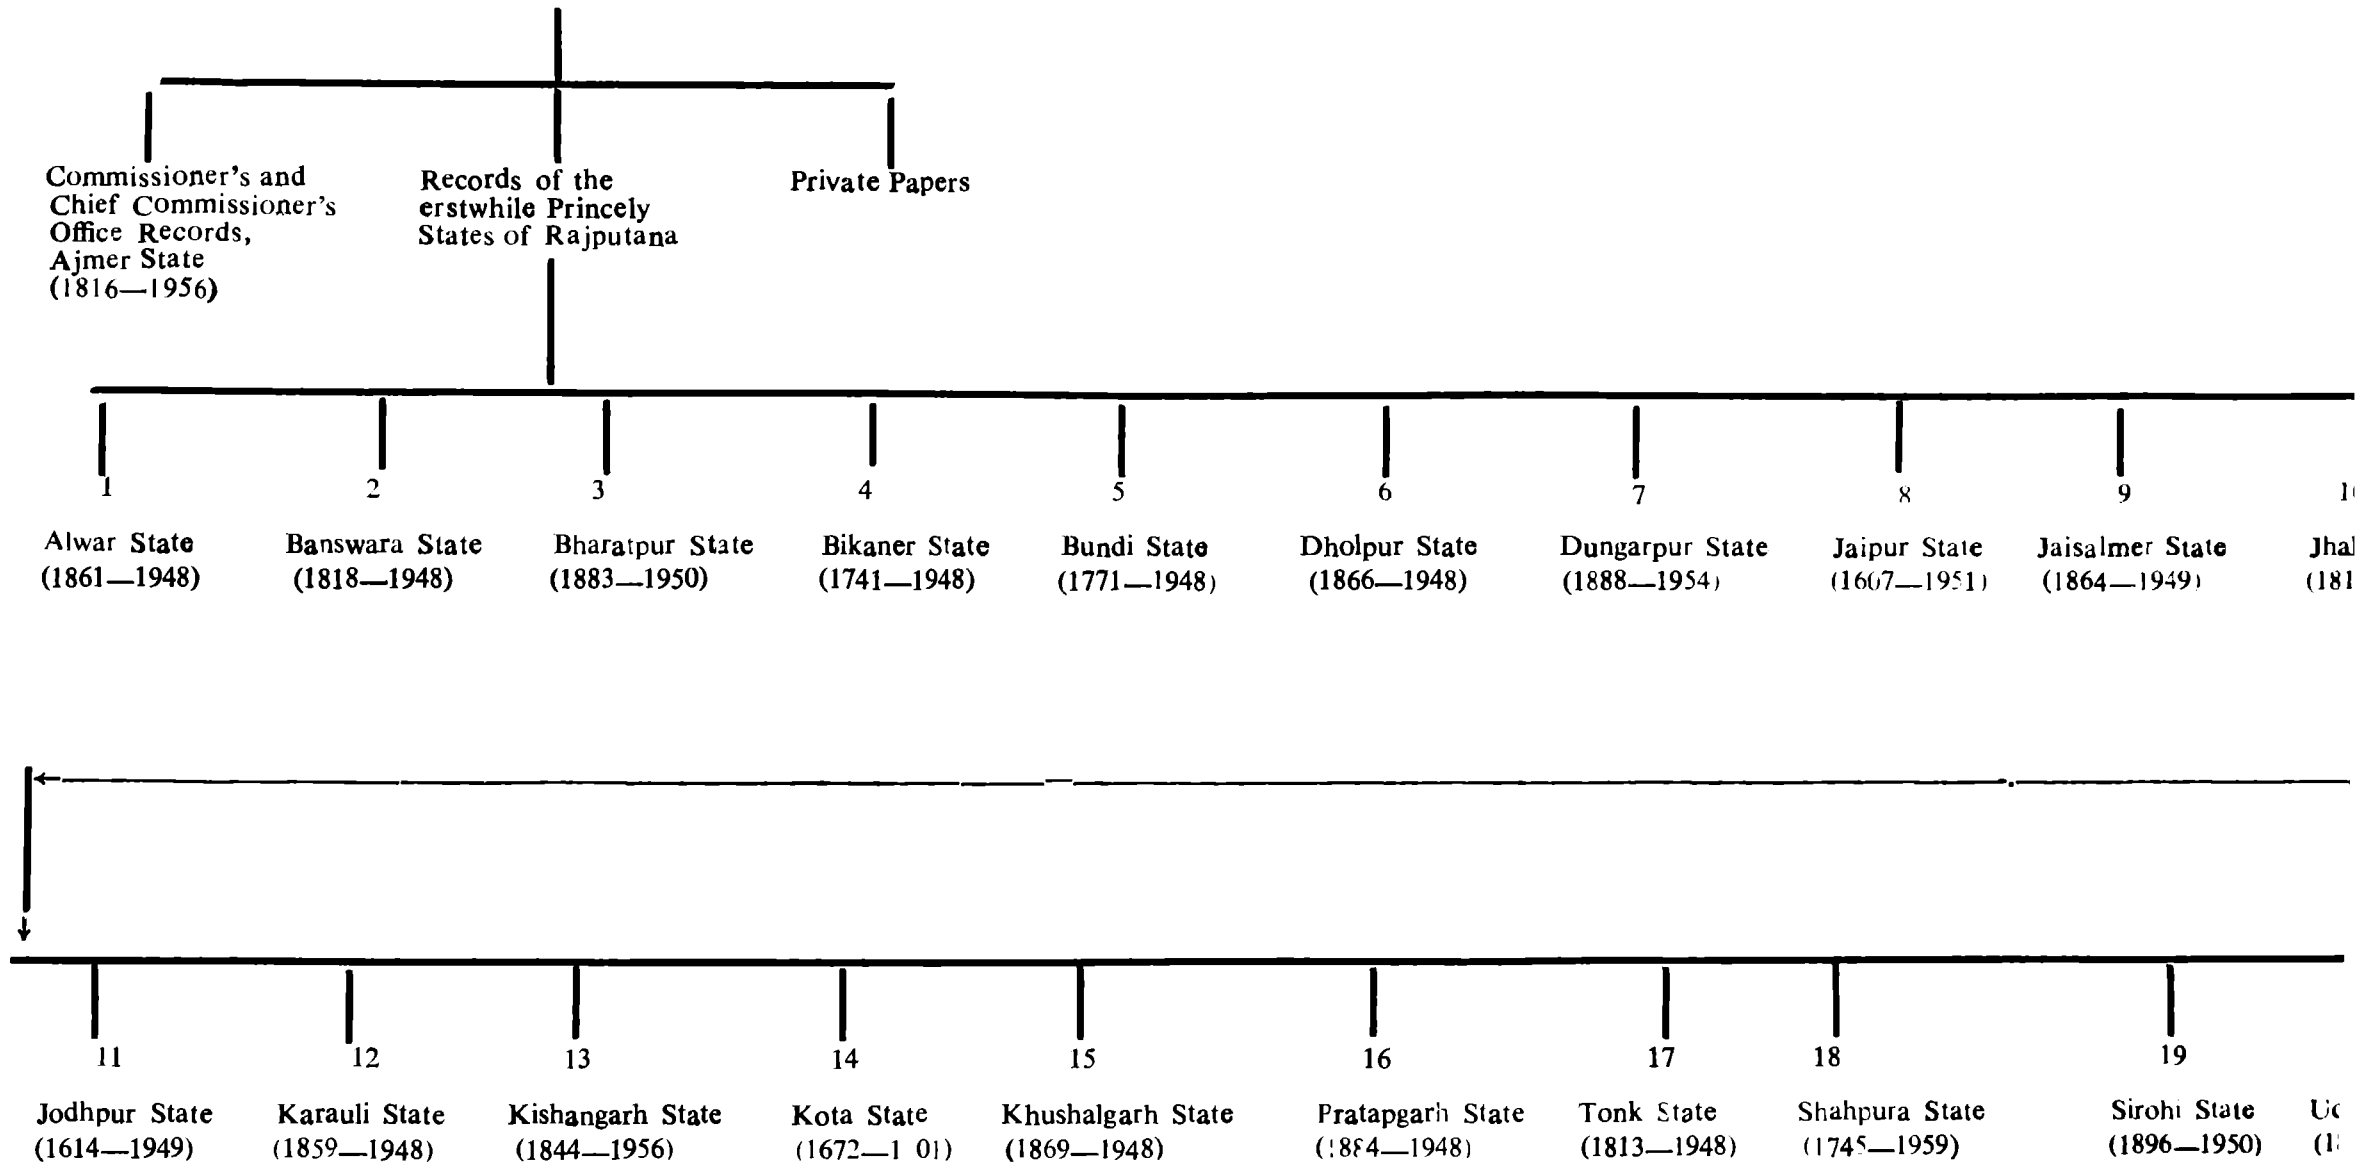 Commissioner's and
Chief Commissioner's
Office Records,
Ajmer State
(1816—1956)
Records of the
erstwhile Princely
States of Rajputana
Private Papers
1 2 3 4 5 6 7 8 9
Alwar State Banswara State Bharatpur State Bikaner State Bundi State Dholpur State Dungarpur State Jaipur State Jaisalmer State
(1861—1948) (1818—1948) (1883—1950) (1741—1948) (1771—1948) (1866—1948) (1888—1954) (1607—1951) (1864—1949)
11 12 13 14 15 16 17 18 19
Jodhpur State Karauli State Kishangarh State Kota State Khushalgarh State Pratapgarh State Tonk State Shahpura State Sirohi State
(1614—1949) (1859—1948) (1844—1956) (1869—1948) (1813—1948) (1896—1950)